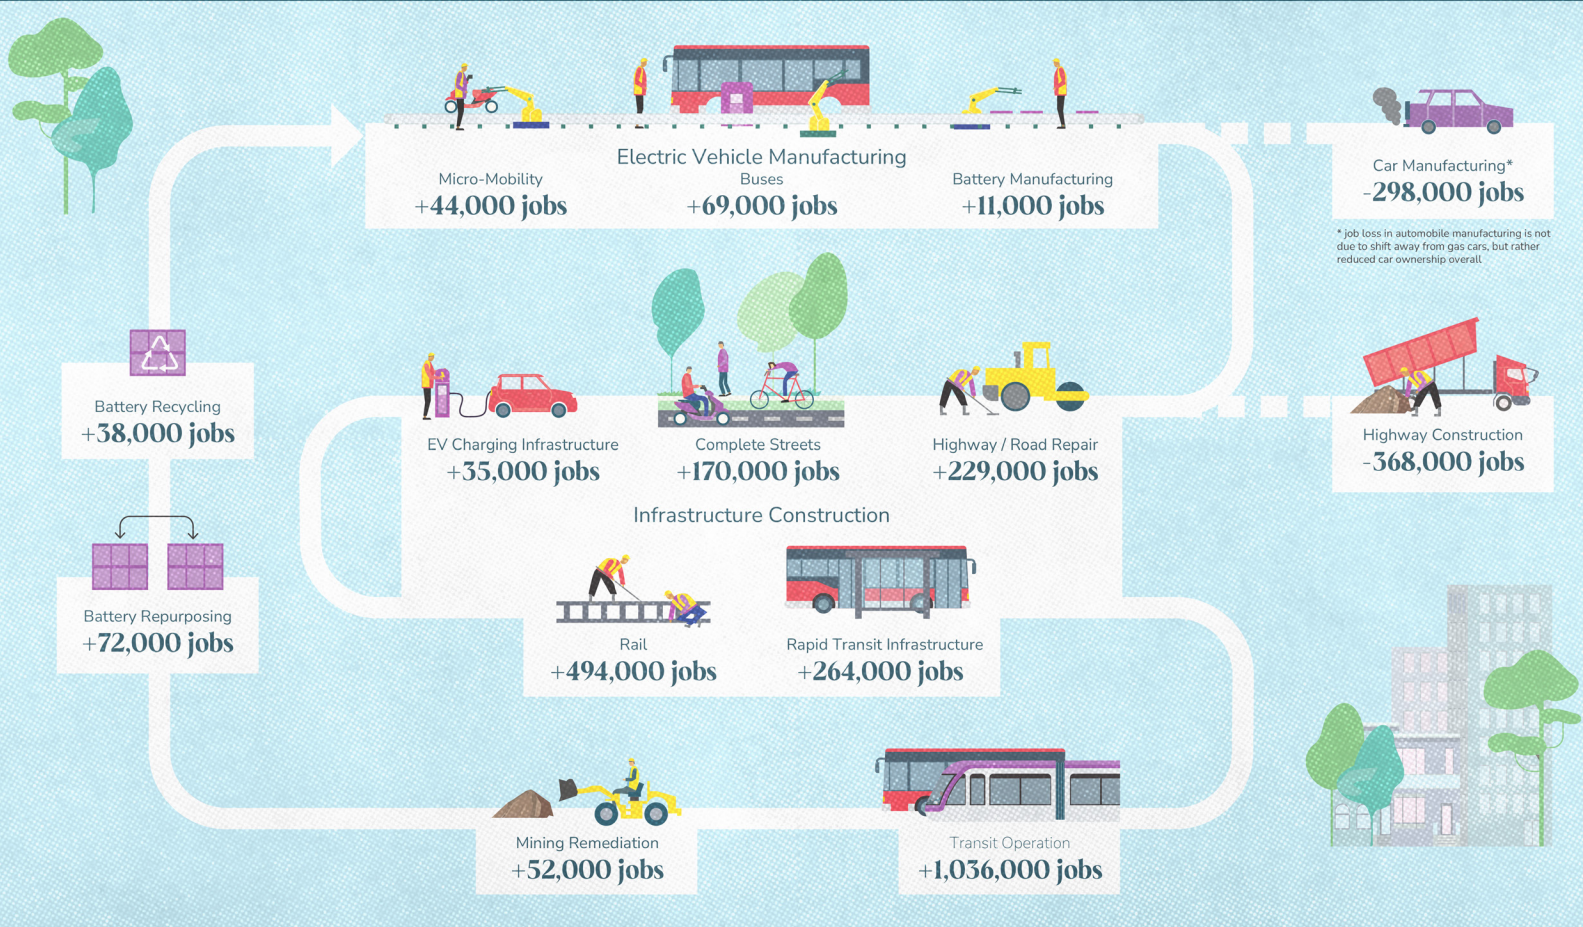 Electric Vehicle Manufacturing
Micro-Mobility
+44,000 jobs
Buses
+69,000 jobs
Battery Manufacturing
+11,000 jobs
Car Manufacturing*
-298,000 jobs
* job loss in automobile manufacturing is not
due to shift away from gas cars, but rather
reduced car ownership overall
Battery Recycling
+38,000 jobs
EV Charging Infrastructure
+35,000 jobs
Complete Streets
+170,000 jobs
Highway / Road Repair
+229,000 jobs
Highway Construction
-368,000 jobs
Infrastructure Construction
Battery Repurposing
+72,000 jobs
Rail
+494,000 jobs
Rapid Transit Infrastructure
+264,000 jobs
Mining Remediation
+52,000 jobs
Transit Operation
+1,036,000 jobs